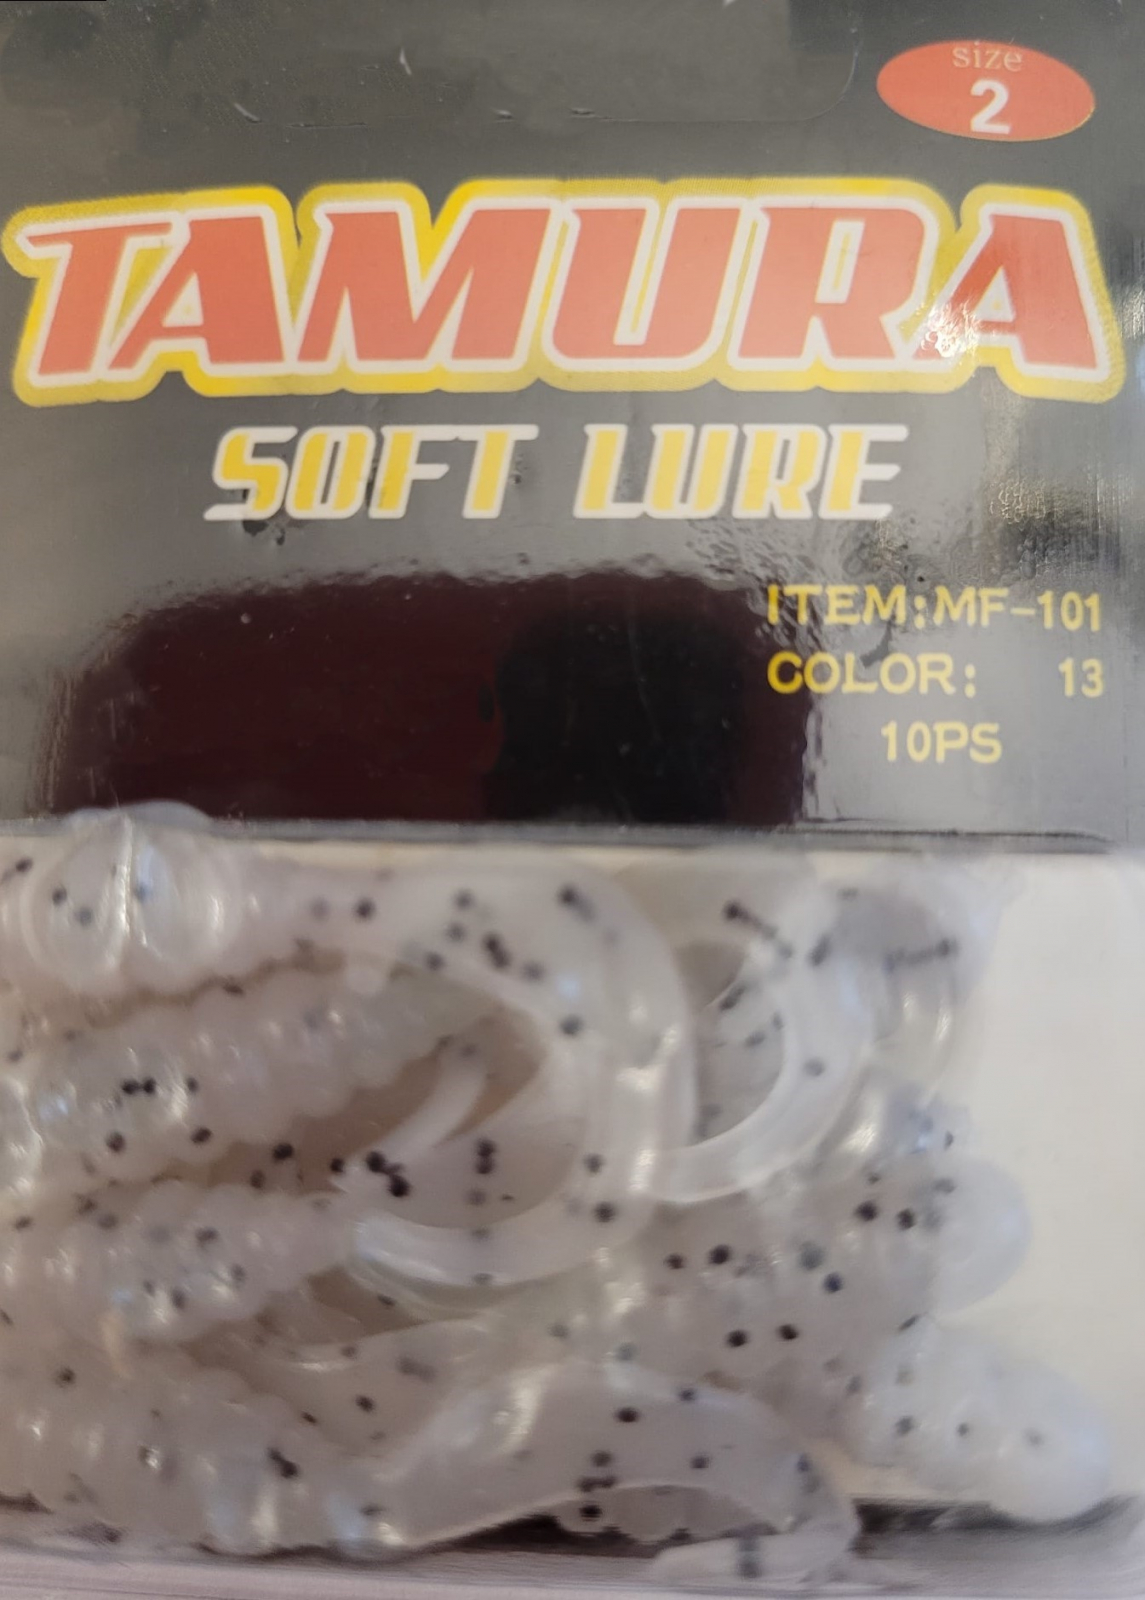 size
2
TAMURA
SOFT LURE
ITEM:MF-101
COLOR: 13
10PS